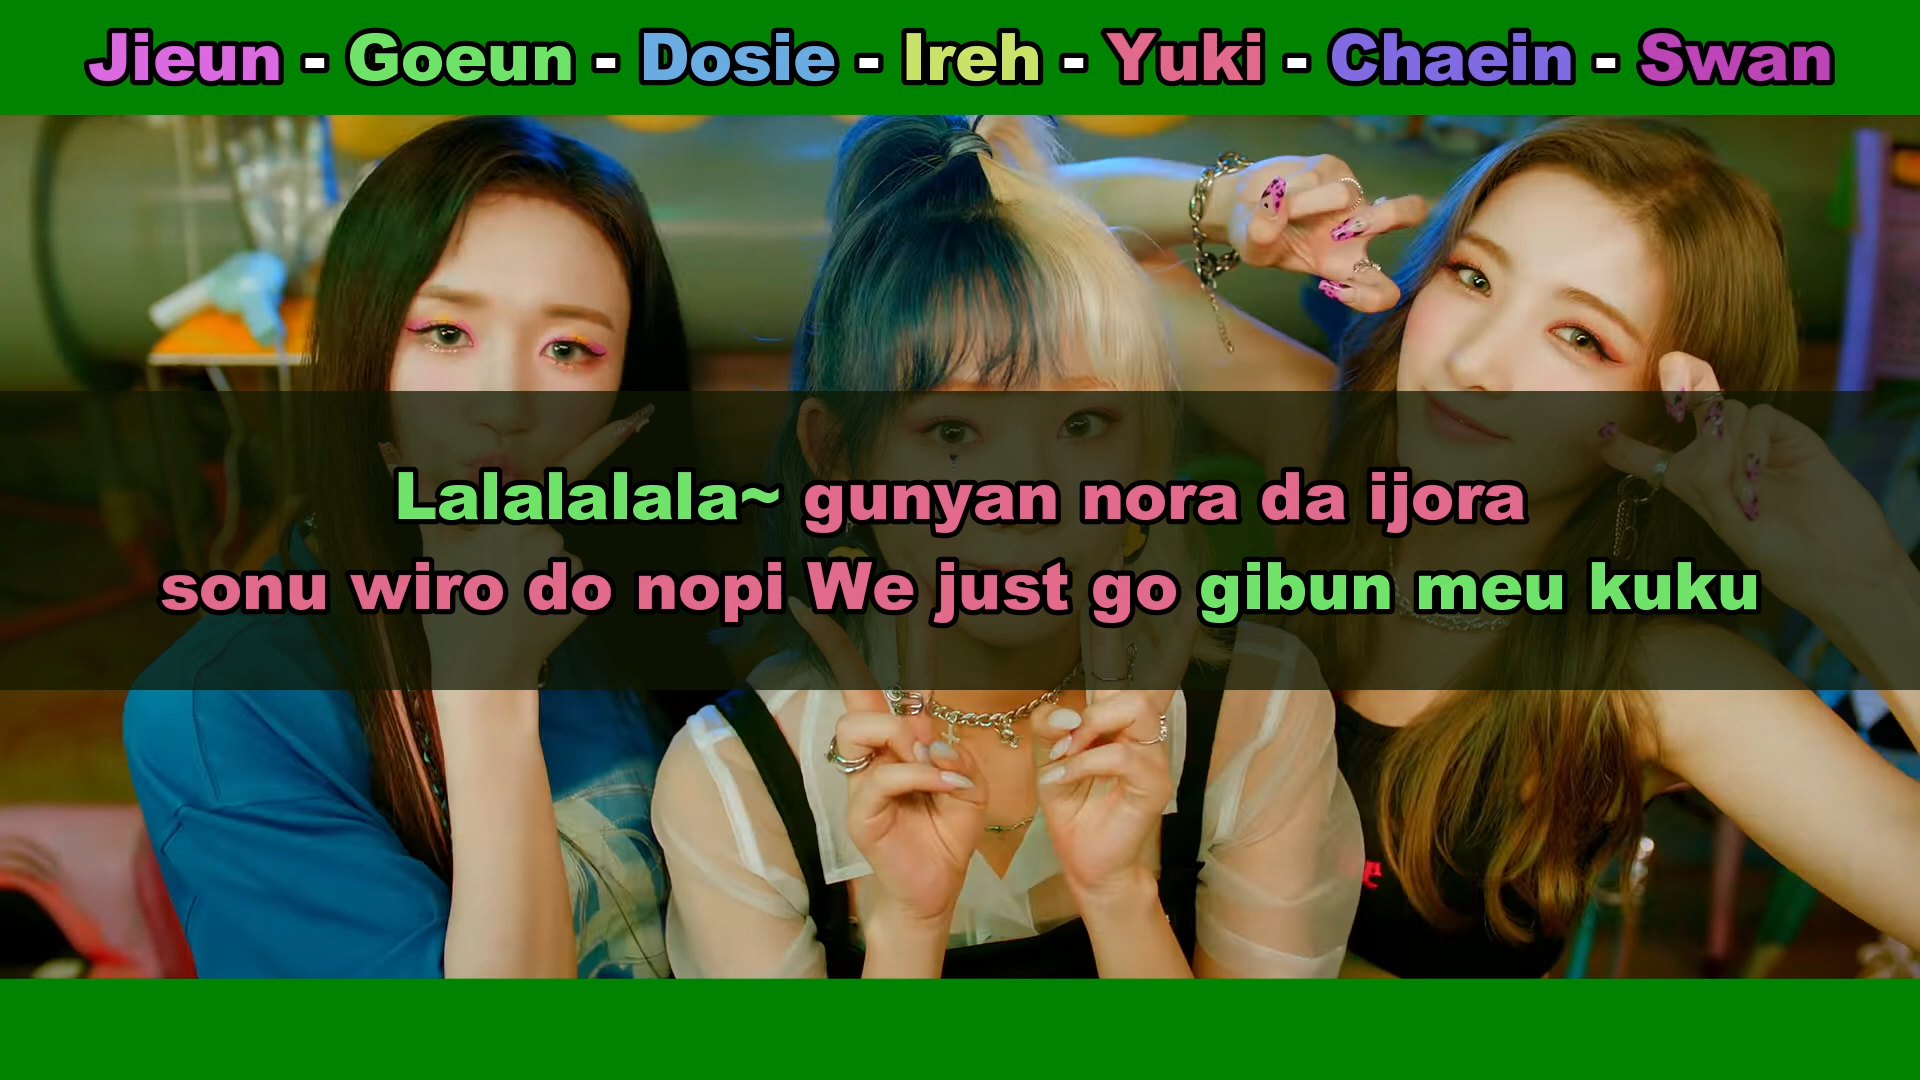 Jieun - Goeun - Dosie - Ireh - Yuki - Chaein - Swan
Lalalalala~ gunyan nora da ijora
sonu wiro do nopi We just go gibun meu kuku